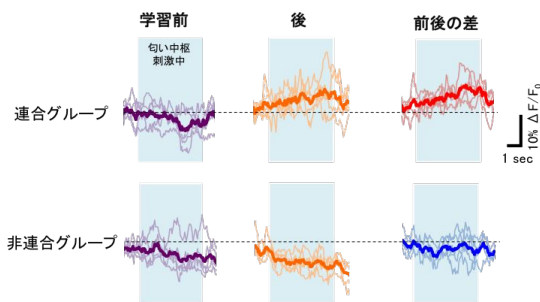 学習前
後
前後の差
匂い中枢
刺激中
連合グループ
10% ΔF/F₀
1 sec
非連合グループ